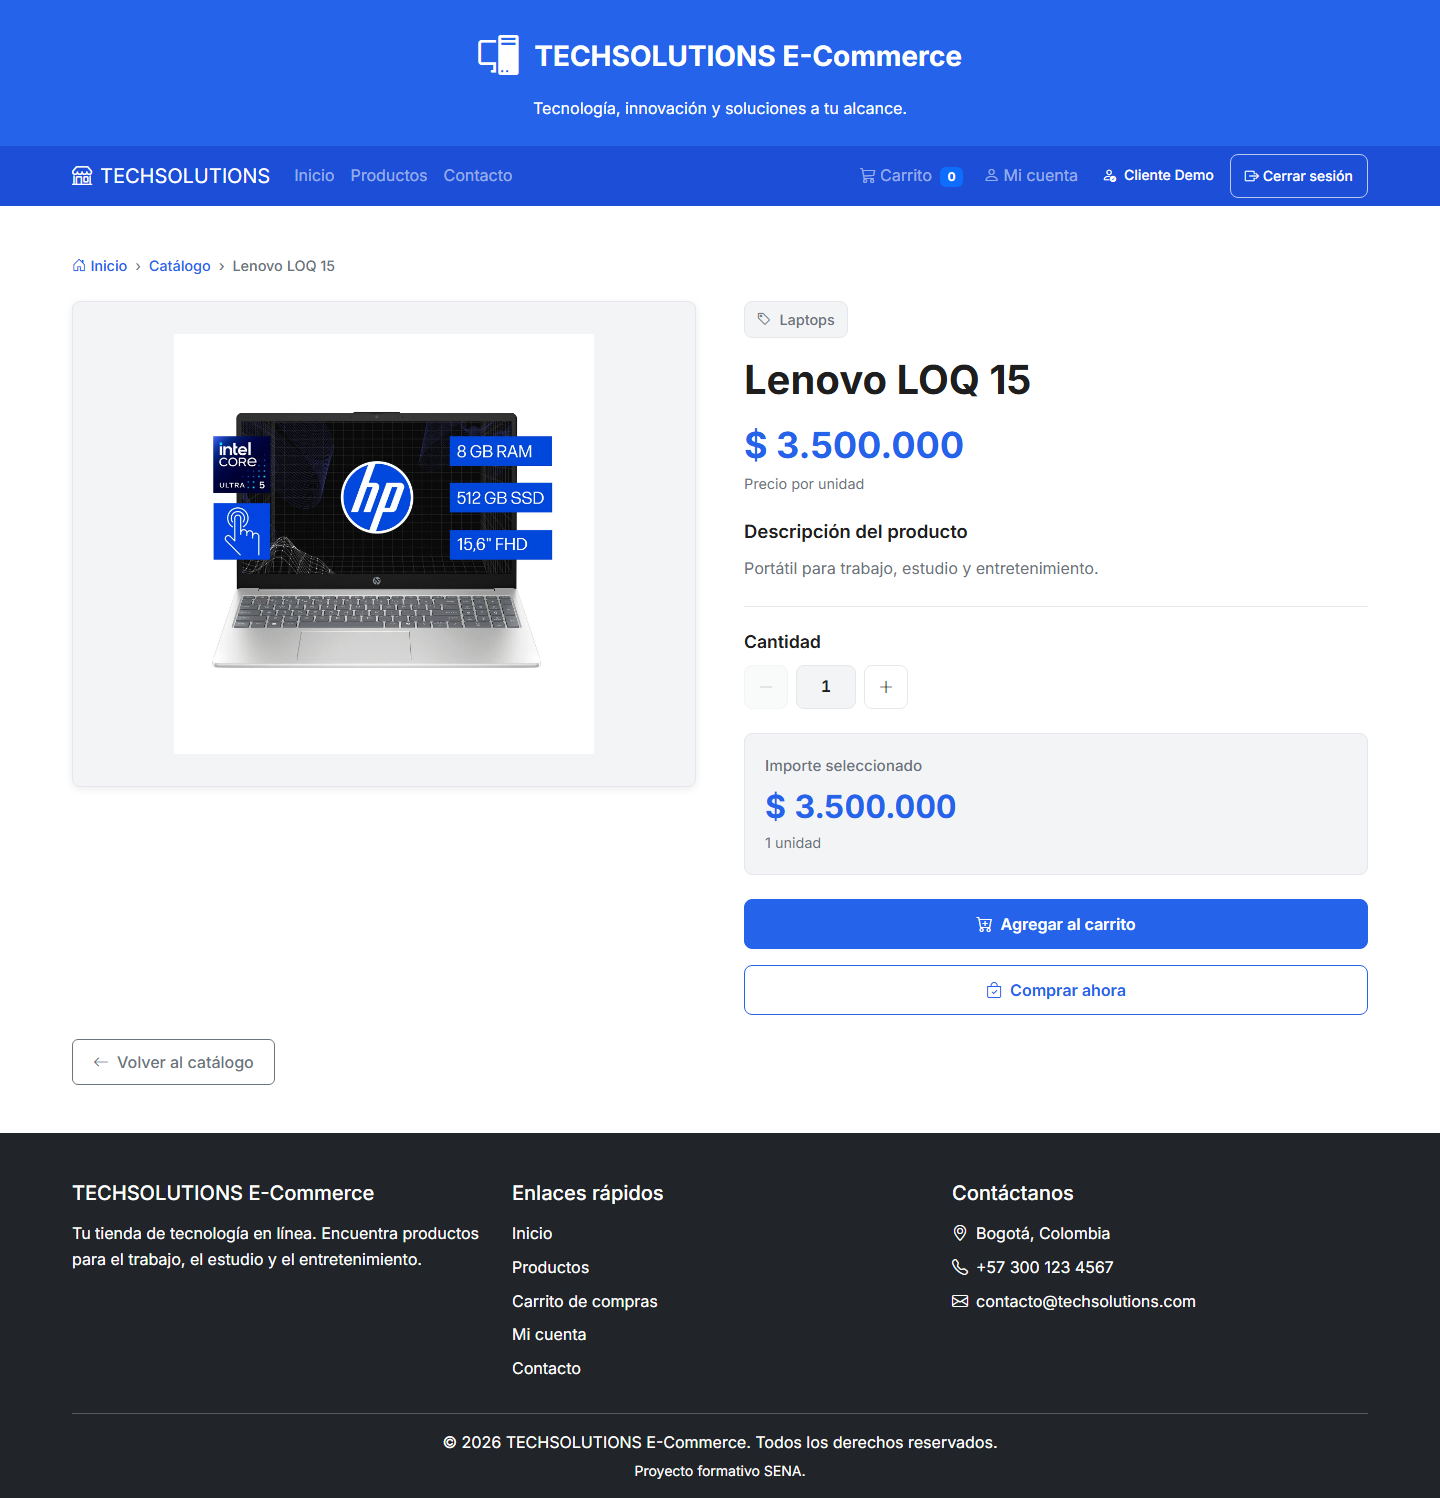 TECHSOLUTIONS E-Commerce
Tecnología, innovación y soluciones a tu alcance.
TECHSOLUTIONS Inicio Productos Contacto Carrito 0 Mi cuenta Cliente Demo Cerrar sesión
Inicio › Catálogo › Lenovo LOQ 15
intel
CORE
ULTRA 5
hp
8 GB RAM
512 GB SSD
15,6" FHD
hp
Laptops
Lenovo LOQ 15
$ 3.500.000
Precio por unidad
Descripción del producto
Portátil para trabajo, estudio y entretenimiento.
Cantidad
− 1 +
Importe seleccionado
$ 3.500.000
1 unidad
Agregar al carrito
Comprar ahora
← Volver al catálogo
TECHSOLUTIONS E-Commerce
Tu tienda de tecnología en línea. Encuentra productos
para el trabajo, el estudio y el entretenimiento.
Enlaces rápidos
Inicio
Productos
Carrito de compras
Mi cuenta
Contacto
Contáctanos
Bogotá, Colombia
+57 300 123 4567
contacto@techsolutions.com
© 2026 TECHSOLUTIONS E-Commerce. Todos los derechos reservados.
Proyecto formativo SENA.